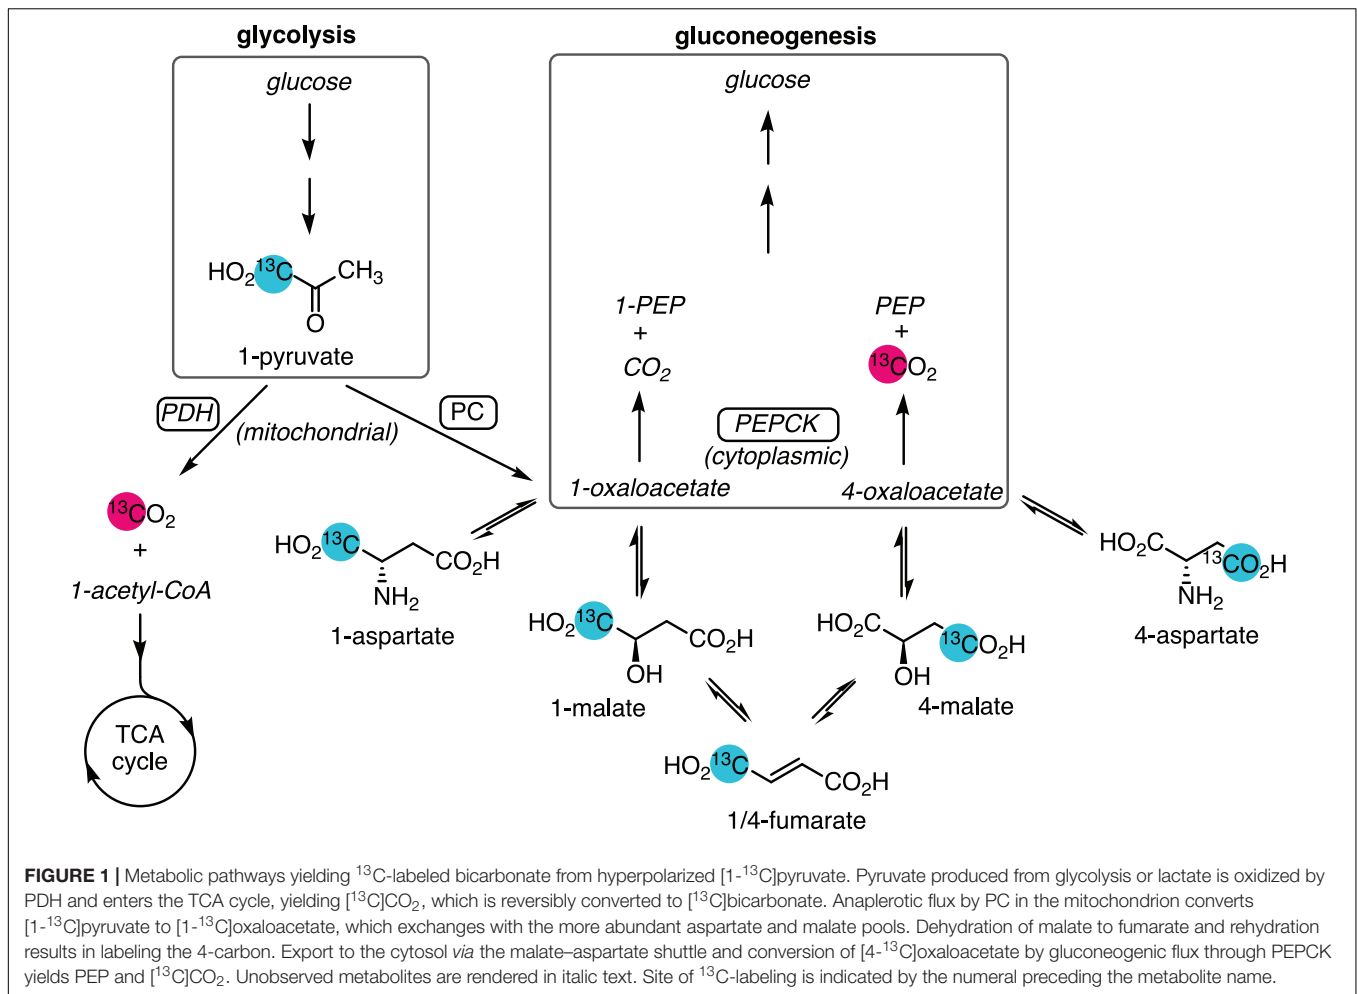 glycolysis
glucose
HO2 13C CH3
O
1-pyruvate
PDH
(mitochondrial)
PC
13CO2
+
1-acetyl-CoA
TCA
cycle
gluconeogenesis
glucose
1-PEP
+
CO2
PEP
+
13CO2
PEPCK
(cytoplasmic)
1-oxaloacetate
4-oxaloacetate
HO2 13C CO2H
NH2
1-aspartate
HO2 13C CO2H
OH
1-malate
HO2C 13CO2H
OH
4-malate
HO2C 13CO2H
NH2
4-aspartate
HO2 13C CO2H
1/4-fumarate
FIGURE 1 | Metabolic pathways yielding 13C-labeled bicarbonate from hyperpolarized [1-13C]pyruvate. Pyruvate produced from glycolysis or lactate is oxidized by
PDH and enters the TCA cycle, yielding [13C]CO2, which is reversibly converted to [13C]bicarbonate. Anaplerotic flux by PC in the mitochondrion converts
[1-13C]pyruvate to [1-13C]oxaloacetate, which exchanges with the more abundant aspartate and malate pools. Dehydration of malate to fumarate and rehydration
results in labeling the 4-carbon. Export to the cytosol via the malate–aspartate shuttle and conversion of [4-13C]oxaloacetate by gluconeogenic flux through PEPCK
yields PEP and [13C]CO2. Unobserved metabolites are rendered in italic text. Site of 13C-labeling is indicated by the numeral preceding the metabolite name.